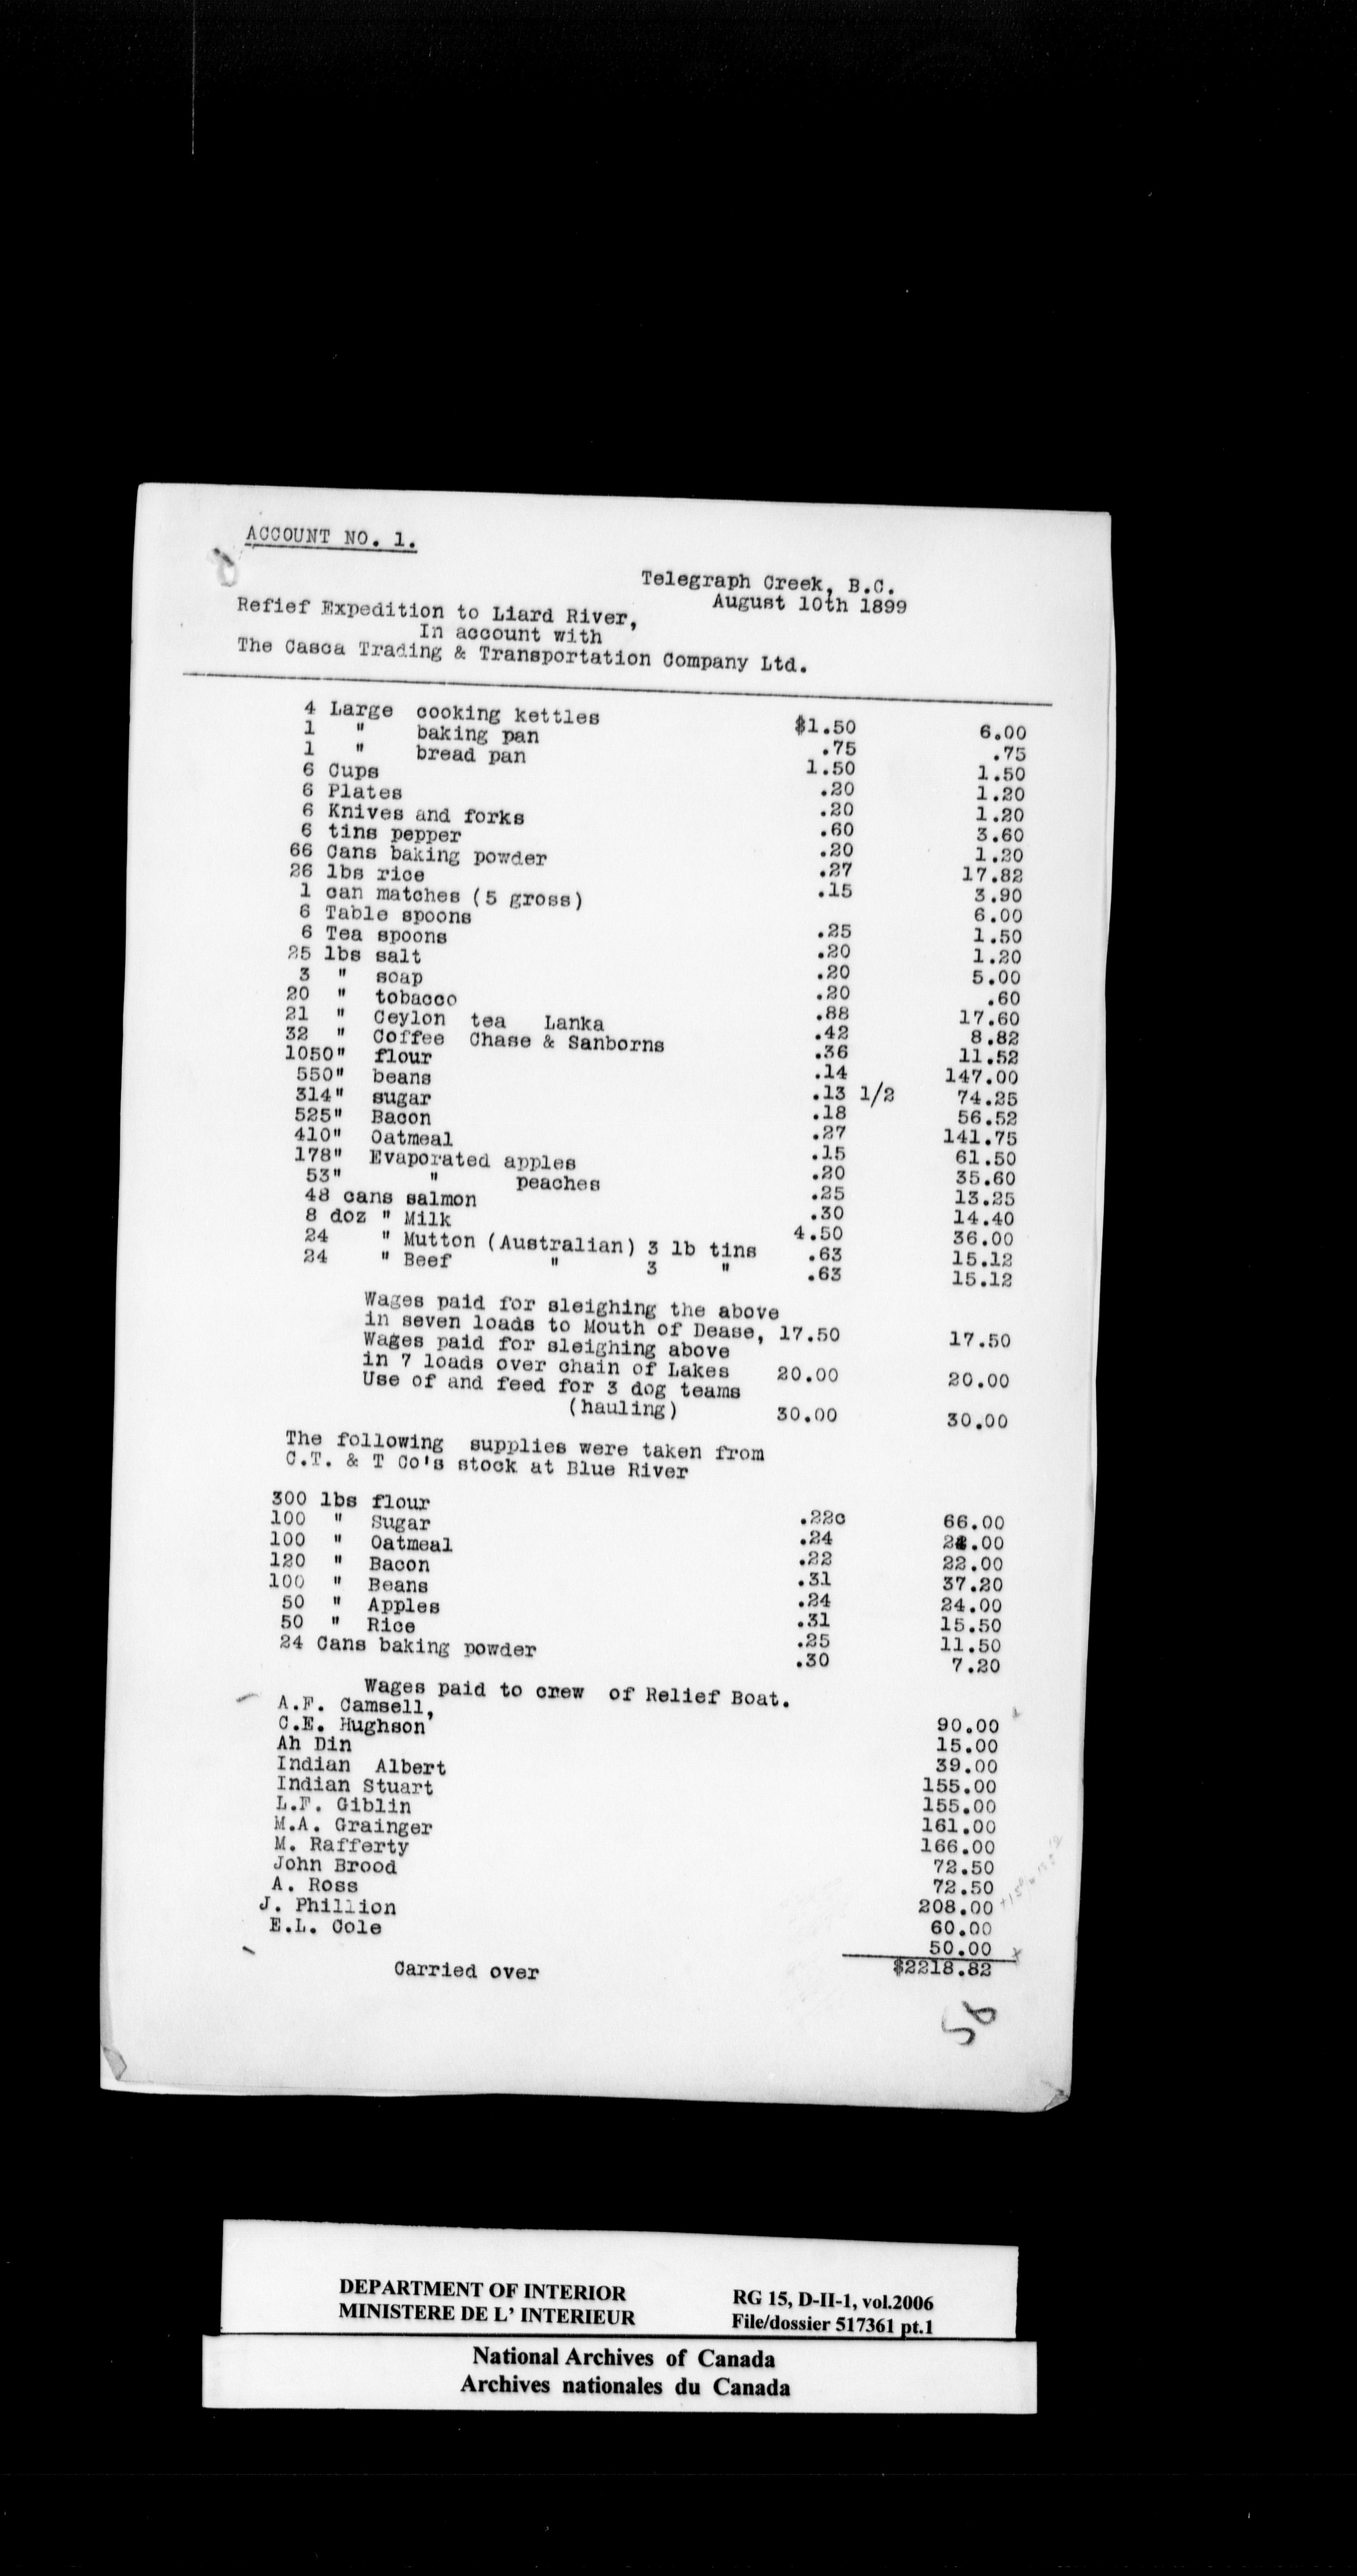 ACCOUNT NO. 1.
Telegraph Creek, B.C.
August 10th 1899
Refief Expedition to Liard River,
In account with
The Casca Trading & Transportation Company Ltd.
4 Large cooking kettles $1.50 6.00
1 " baking pan .75 .75
1 " bread pan 1.50 1.50
6 Cups .20 1.20
6 Plates .20 1.20
6 Knives and forks .60 3.60
6 tins pepper .20 1.20
66 Cans baking powder .27 17.82
26 lbs rice .15 3.90
1 can matches (5 gross) 6.00
6 Table spoons .25 1.50
6 Tea spoons .20 1.20
25 lbs salt .20 5.00
3 " soap .20 .60
20 " tobacco .88 17.60
21 " Ceylon tea Lanka .42 8.82
32 " Coffee Chase & Sanborns .36 11.52
1050" flour .14 147.00
550" beans .13 1/2 74.25
314" sugar .18 56.52
525" Bacon .27 141.75
410" Oatmeal .15 61.50
178" Evaporated apples .20 35.60
53" " peaches .25 13.25
48 cans salmon .30 14.40
8 doz " Milk 4.50 36.00
24 " Mutton (Australian) 3 lb tins .63 15.12
24 " Beef " 3 " .63 15.12
Wages paid for sleighing the above
in seven loads to Mouth of Dease, 17.50 17.50
Wages paid for sleighing above
in 7 loads over chain of Lakes 20.00 20.00
Use of and feed for 3 dog teams
(hauling) 30.00 30.00
The following supplies were taken from
C.T. & T Co's stock at Blue River
300 lbs flour .22c 66.00
100 " Sugar .24 24.00
100 " Oatmeal .22 22.00
120 " Bacon .31 37.20
100 " Beans .24 24.00
50 " Apples .31 15.50
50 " Rice .25 11.50
24 Cans baking powder .30 7.20
Wages paid to crew of Relief Boat.
A.F. Camsell, 90.00
C.E. Hughson 15.00
Ah Din 39.00
Indian Albert 155.00
Indian Stuart 155.00
L.F. Giblin 161.00
M.A. Grainger 166.00
M. Rafferty 72.50
John Brood 72.50
A. Ross 208.00
J. Phillion 60.00
E.L. Cole 50.00 x
Carried over $2218.82
58
DEPARTMENT OF INTERIOR
MINISTERE DE L' INTERIEUR
RG 15, D-II-1, vol.2006
File/dossier 517361 pt.1
National Archives of Canada
Archives nationales du Canada